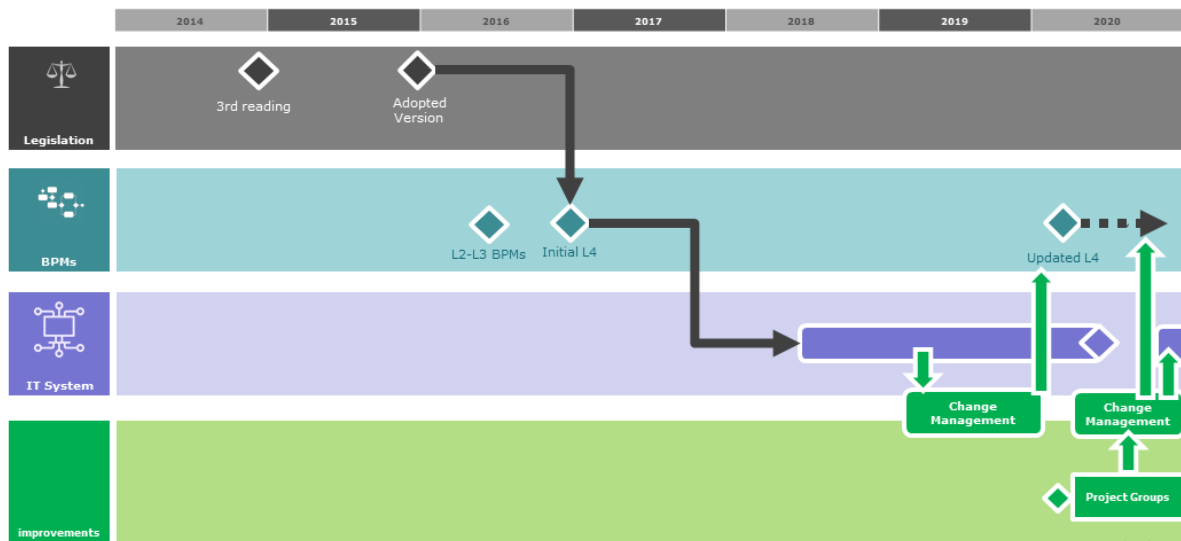 2014 2015 2016 2017 2018 2019 2020
3rd reading
Adopted
Version
Legislation
L2-L3 BPMs
Initial L4
Updated L4
BPMs
IT System
Change
Management
Change
Management
Project Groups
improvements